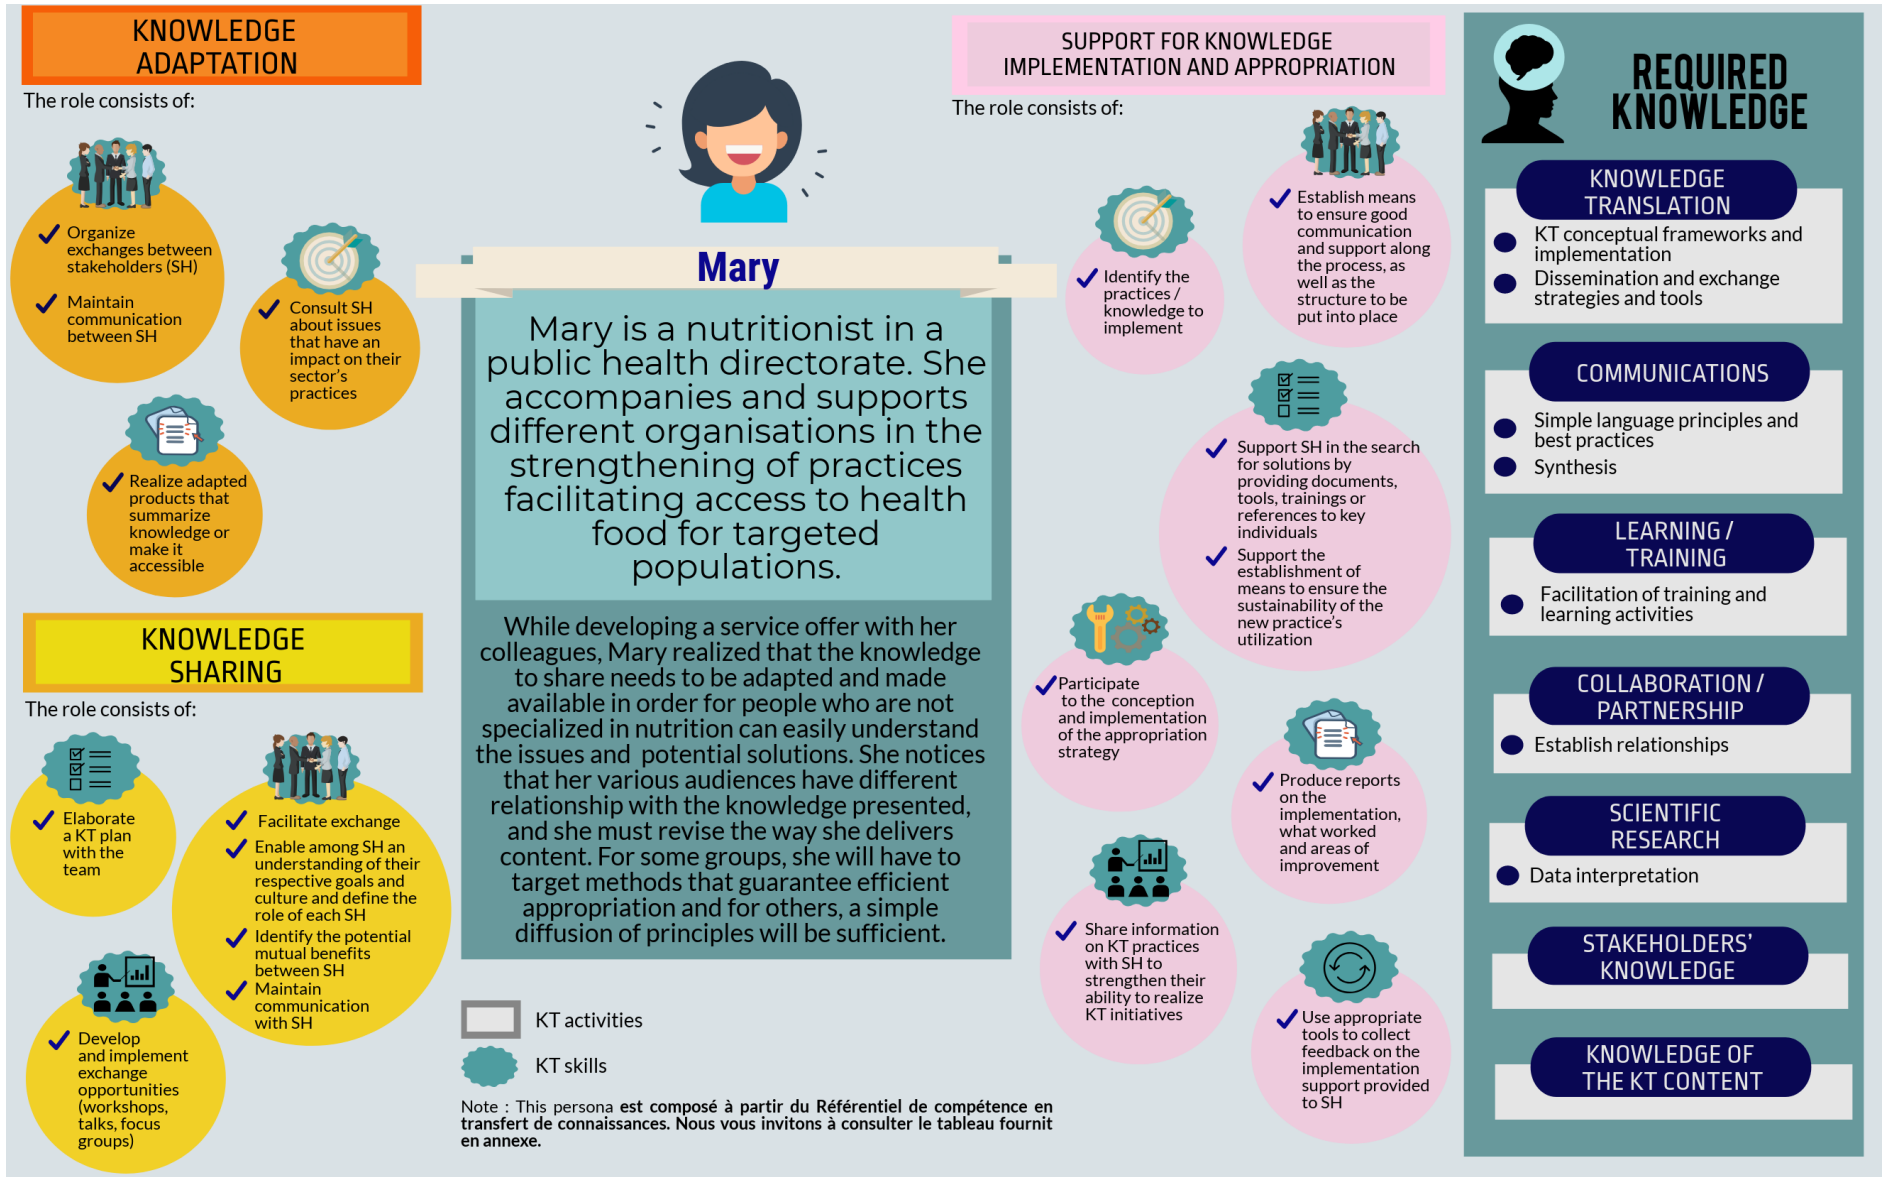 KNOWLEDGE
ADAPTATION
The role consists of:
Organize
exchanges between
stakeholders (SH)
Maintain
communication
between SH
Consult SH
about issues
that have an
impact on their
sector's
practices
Realize adapted
products that
summarize
knowledge or
make it
accessible
KNOWLEDGE
SHARING
The role consists of:
Elaborate
a KT plan
with the
team
Facilitate exchange
Enable among SH an
understanding of their
respective goals and
culture and define the
role of each SH
Identify the potential
mutual benefits
between SH
Maintain
communication
with SH
Develop
and implement
exchange
opportunities
(workshops,
talks, focus
groups)
Mary
Mary is a nutritionist in a
public health directorate. She
accompanies and supports
different organisations in the
strengthening of practices
facilitating access to health
food for targeted
populations.
While developing a service offer with her
colleagues, Mary realized that the knowledge
to share needs to be adapted and made
available in order for people who are not
specialized in nutrition can easily understand
the issues and potential solutions. She notices
that her various audiences have different
relationship with the knowledge presented,
and she must revise the way she delivers
content. For some groups, she will have to
target methods that guarantee efficient
appropriation and for others, a simple
diffusion of principles will be sufficient.
KT activities
KT skills
Note : This persona est composé à partir du Référentiel de compétence en
transfert de connaissances. Nous vous invitons à consulter le tableau fournit
en annexe.
SUPPORT FOR KNOWLEDGE
IMPLEMENTATION AND APPROPRIATION
The role consists of:
Identify the
practices /
knowledge to
implement
Establish means
to ensure good
communication
and support along
the process, as
well as the
structure to be
put into place
Support SH in the search
for solutions by
providing documents,
tools, trainings or
references to key
individuals
Support the
establishment of
means to ensure the
sustainability of the
new practice's
utilization
Participate
to the conception
and implementation
of the appropriation
strategy
Produce reports
on the
implementation,
what worked
and areas of
improvement
Share information
on KT practices
with SH to
strengthen their
ability to realize
KT initiatives
Use appropriate
tools to collect
feedback on the
implementation
support provided
to SH
REQUIRED
KNOWLEDGE
KNOWLEDGE
TRANSLATION
KT conceptual frameworks and
implementation
Dissemination and exchange
strategies and tools
COMMUNICATIONS
Simple language principles and
best practices
Synthesis
LEARNING /
TRAINING
Facilitation of training and
learning activities
COLLABORATION /
PARTNERSHIP
Establish relationships
SCIENTIFIC
RESEARCH
Data interpretation
STAKEHOLDERS'
KNOWLEDGE
KNOWLEDGE OF
THE KT CONTENT